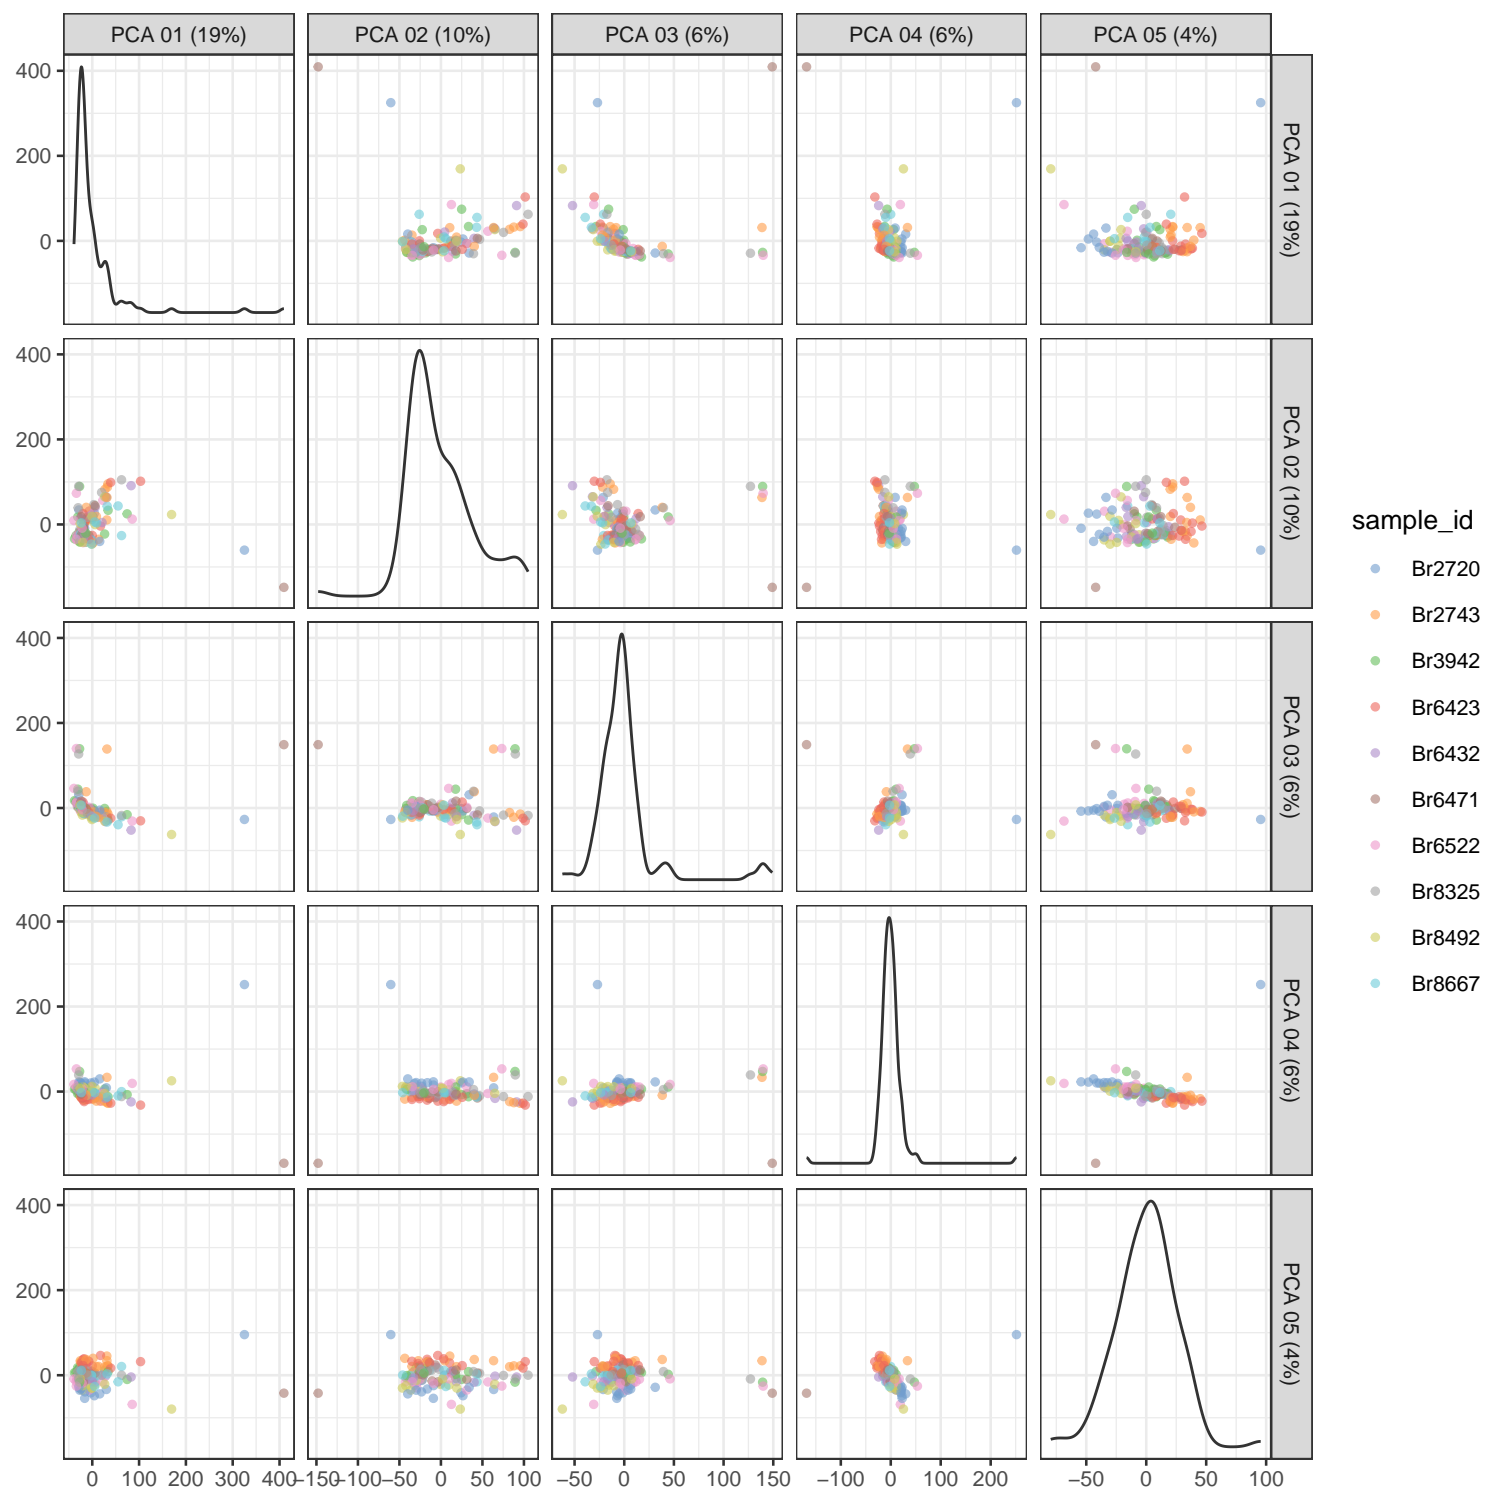 PCA 01 (19%) PCA 02 (10%) PCA 03 (6%) PCA 04 (6%) PCA 05 (4%)
400
200
0
PCA 01 (19%)
400
200
0
PCA 02 (10%)
400
200
0
PCA 03 (6%)
400
200
0
PCA 04 (6%)
400
200
0
PCA 05 (4%)
0 100 200 300 400 −150 −100 −50 0 50 100 −50 0 50 100 150 −100 0 100 200 −50 0 50 100
sample_id
Br2720
Br2743
Br3942
Br6423
Br6432
Br6471
Br6522
Br8325
Br8492
Br8667